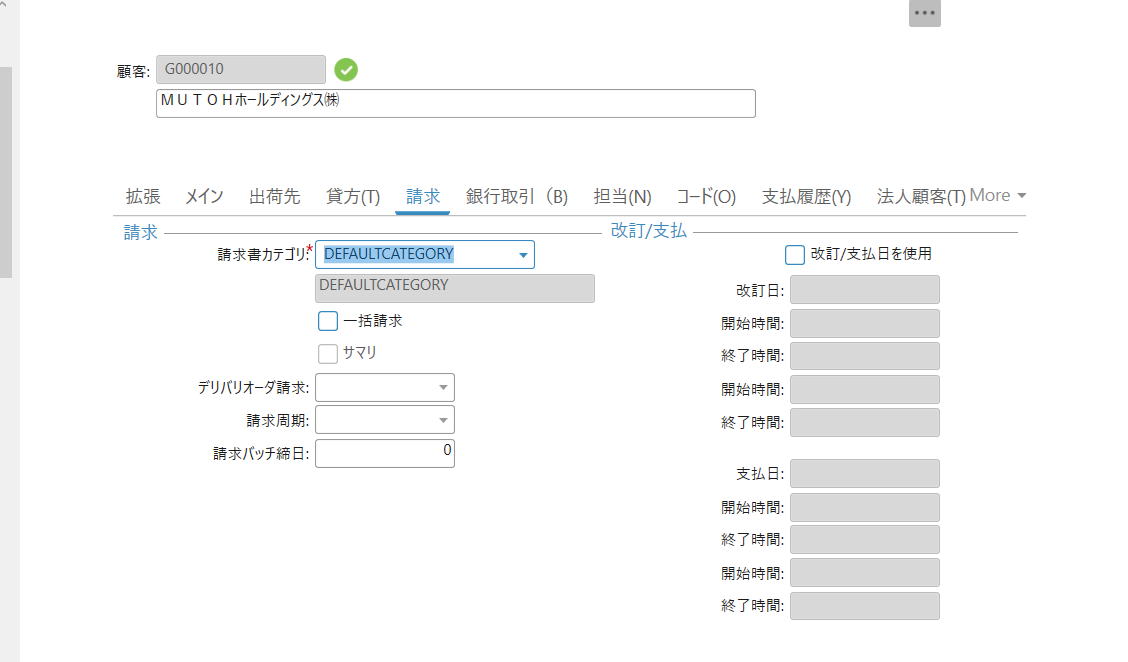 顧客: G000010
ＭＵＴＯＨホールディングス㈱
拡張 メイン 出荷先 貸方(T) 請求 銀行取引（B) 担当(N) コード(O) 支払履歴(Y) 法人顧客(T) More
請求
請求書カテゴリ:* DEFAULTCATEGORY
DEFAULTCATEGORY
一括請求
サマリ
デリバリオーダ請求:
請求周期:
請求バッチ締日: 0
改訂/支払
改訂/支払日を使用
改訂日:
開始時間:
終了時間:
開始時間:
終了時間:
支払日:
開始時間:
終了時間:
開始時間:
終了時間: